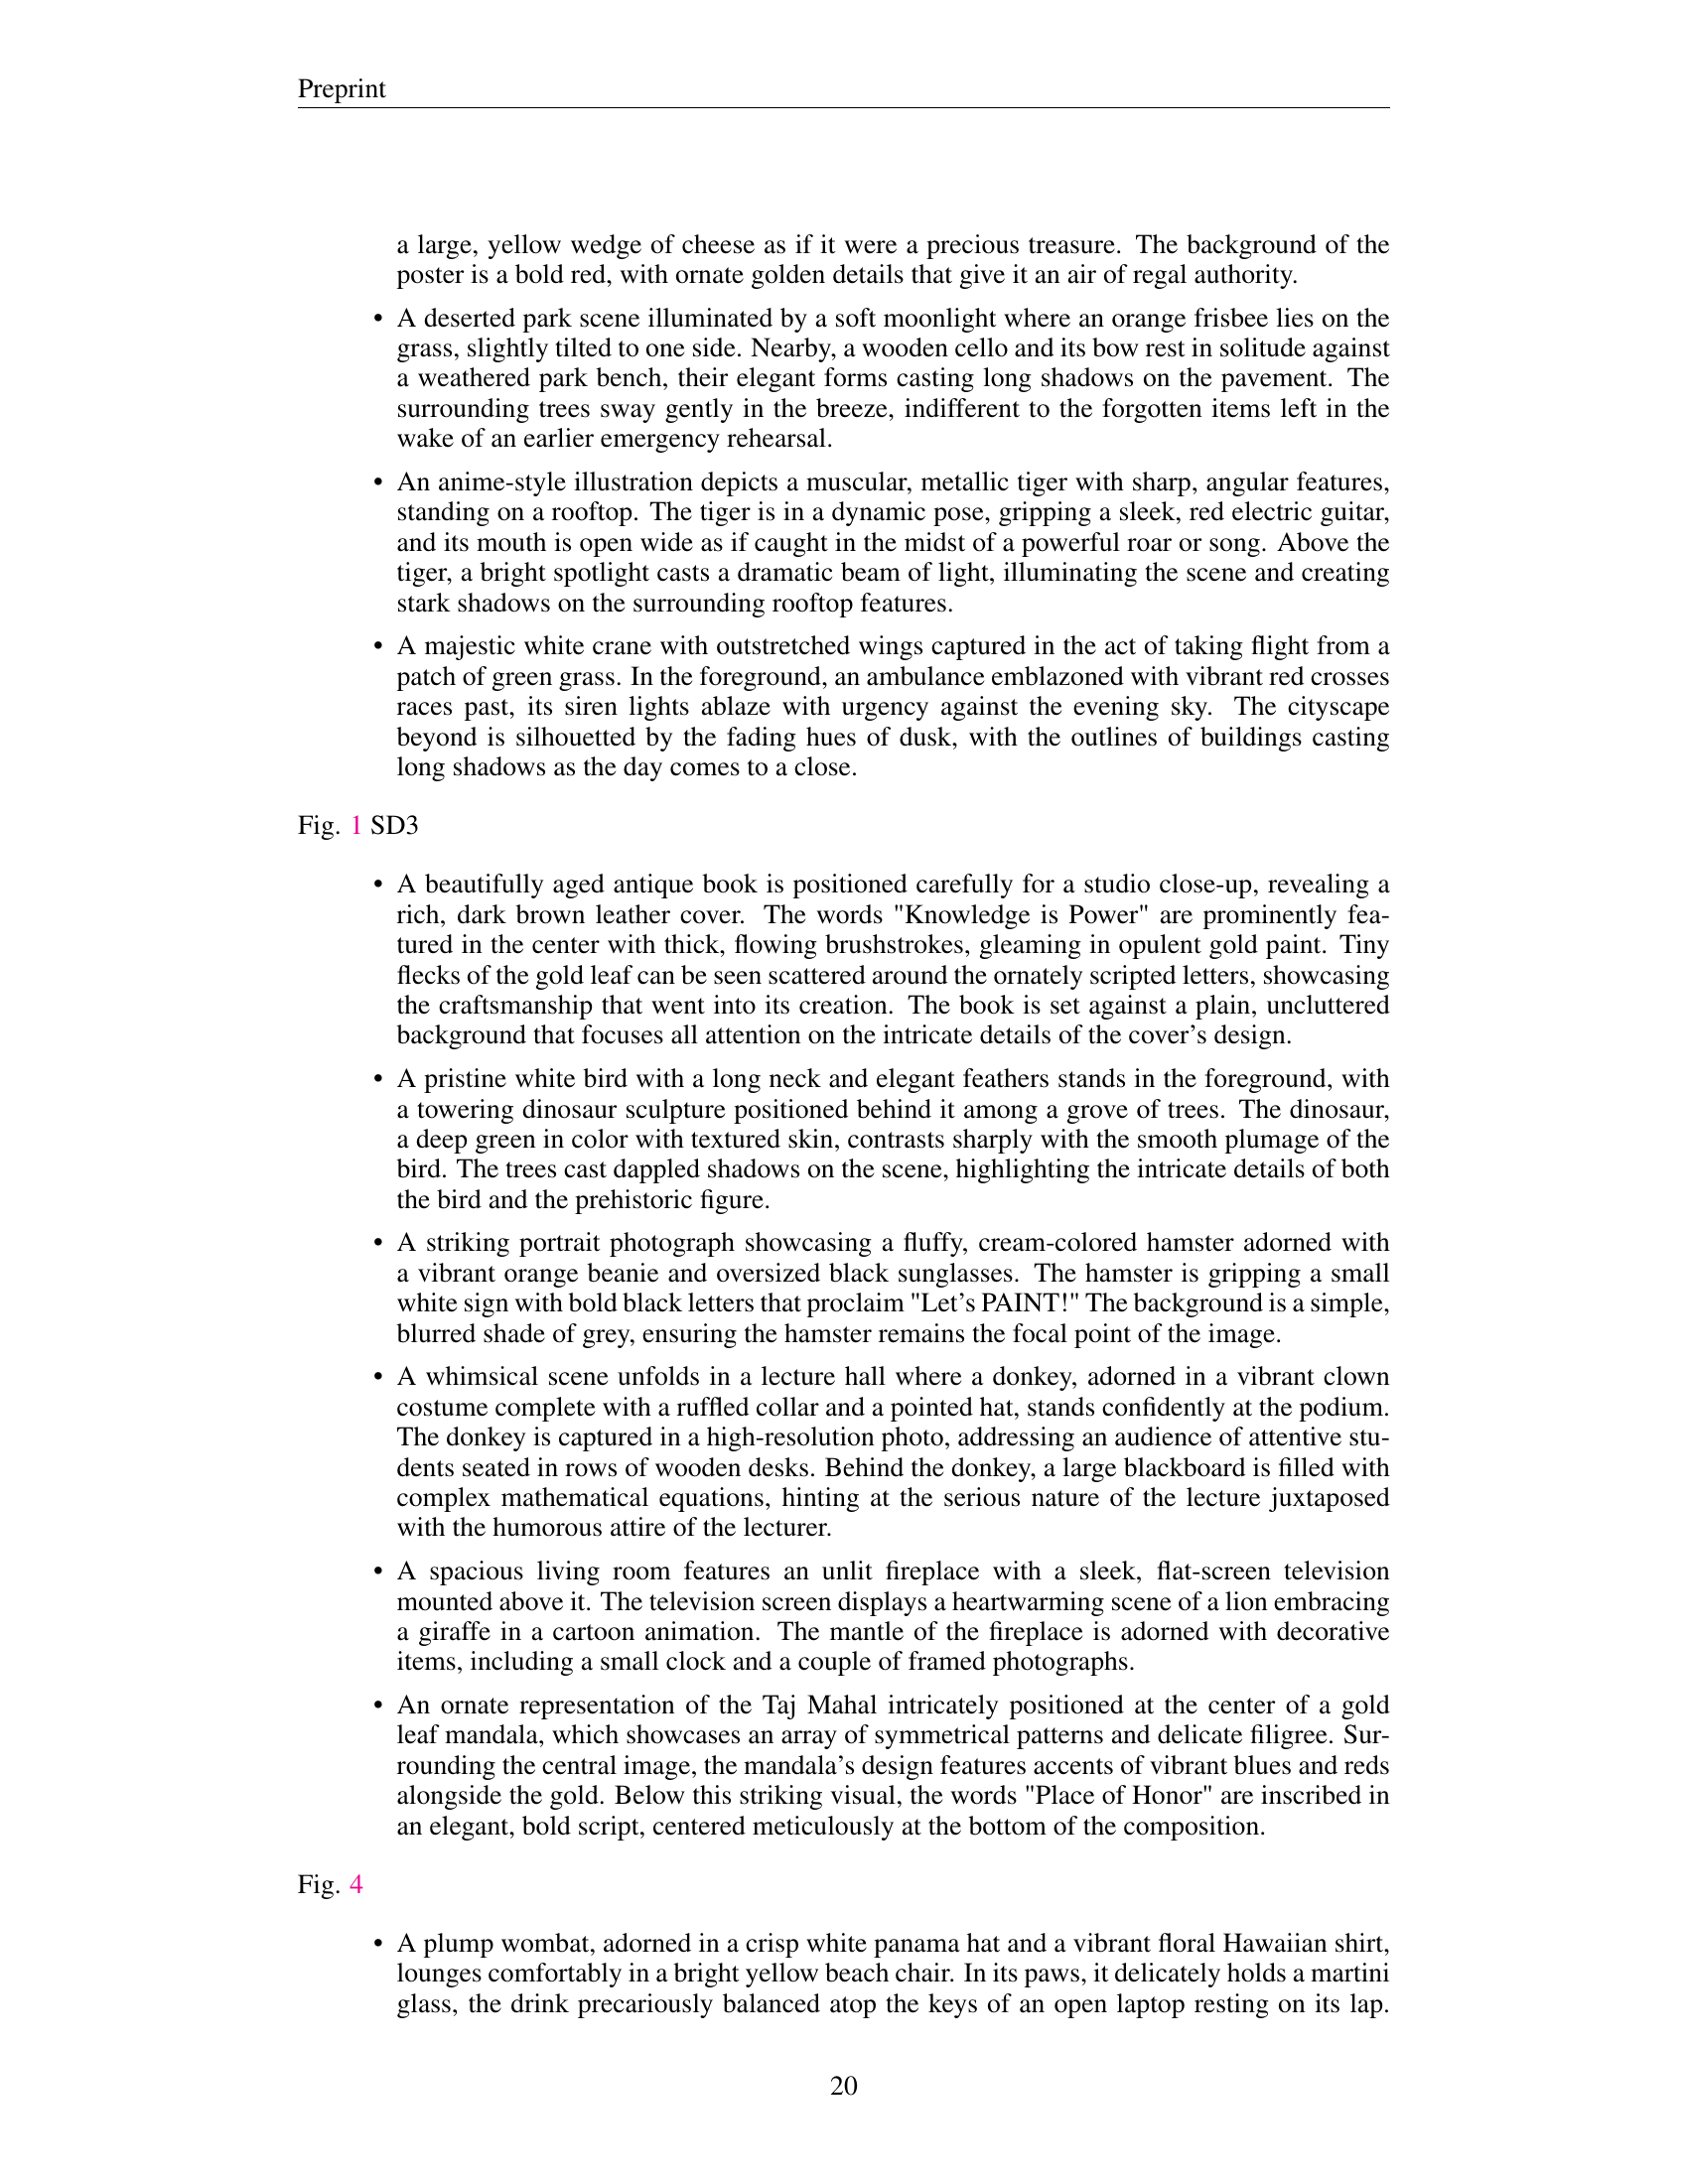 Preprint
a large, yellow wedge of cheese as if it were a precious treasure. The background of the
poster is a bold red, with ornate golden details that give it an air of regal authority.
• A deserted park scene illuminated by a soft moonlight where an orange frisbee lies on the
grass, slightly tilted to one side. Nearby, a wooden cello and its bow rest in solitude against
a weathered park bench, their elegant forms casting long shadows on the pavement. The
surrounding trees sway gently in the breeze, indifferent to the forgotten items left in the
wake of an earlier emergency rehearsal.
• An anime-style illustration depicts a muscular, metallic tiger with sharp, angular features,
standing on a rooftop. The tiger is in a dynamic pose, gripping a sleek, red electric guitar,
and its mouth is open wide as if caught in the midst of a powerful roar or song. Above the
tiger, a bright spotlight casts a dramatic beam of light, illuminating the scene and creating
stark shadows on the surrounding rooftop features.
• A majestic white crane with outstretched wings captured in the act of taking flight from a
patch of green grass. In the foreground, an ambulance emblazoned with vibrant red crosses
races past, its siren lights ablaze with urgency against the evening sky. The cityscape
beyond is silhouetted by the fading hues of dusk, with the outlines of buildings casting
long shadows as the day comes to a close.
Fig. 1 SD3
• A beautifully aged antique book is positioned carefully for a studio close-up, revealing a
rich, dark brown leather cover. The words "Knowledge is Power" are prominently fea-
tured in the center with thick, flowing brushstrokes, gleaming in opulent gold paint. Tiny
flecks of the gold leaf can be seen scattered around the ornately scripted letters, showcasing
the craftsmanship that went into its creation. The book is set against a plain, uncluttered
background that focuses all attention on the intricate details of the cover's design.
• A pristine white bird with a long neck and elegant feathers stands in the foreground, with
a towering dinosaur sculpture positioned behind it among a grove of trees. The dinosaur,
a deep green in color with textured skin, contrasts sharply with the smooth plumage of the
bird. The trees cast dappled shadows on the scene, highlighting the intricate details of both
the bird and the prehistoric figure.
• A striking portrait photograph showcasing a fluffy, cream-colored hamster adorned with
a vibrant orange beanie and oversized black sunglasses. The hamster is gripping a small
white sign with bold black letters that proclaim "Let's PAINT!" The background is a simple,
blurred shade of grey, ensuring the hamster remains the focal point of the image.
• A whimsical scene unfolds in a lecture hall where a donkey, adorned in a vibrant clown
costume complete with a ruffled collar and a pointed hat, stands confidently at the podium.
The donkey is captured in a high-resolution photo, addressing an audience of attentive stu-
dents seated in rows of wooden desks. Behind the donkey, a large blackboard is filled with
complex mathematical equations, hinting at the serious nature of the lecture juxtaposed
with the humorous attire of the lecturer.
• A spacious living room features an unlit fireplace with a sleek, flat-screen television
mounted above it. The television screen displays a heartwarming scene of a lion embracing
a giraffe in a cartoon animation. The mantle of the fireplace is adorned with decorative
items, including a small clock and a couple of framed photographs.
• An ornate representation of the Taj Mahal intricately positioned at the center of a gold
leaf mandala, which showcases an array of symmetrical patterns and delicate filigree. Sur-
rounding the central image, the mandala's design features accents of vibrant blues and reds
alongside the gold. Below this striking visual, the words "Place of Honor" are inscribed in
an elegant, bold script, centered meticulously at the bottom of the composition.
Fig. 4
• A plump wombat, adorned in a crisp white panama hat and a vibrant floral Hawaiian shirt,
lounges comfortably in a bright yellow beach chair. In its paws, it delicately holds a martini
glass, the drink precariously balanced atop the keys of an open laptop resting on its lap.
20